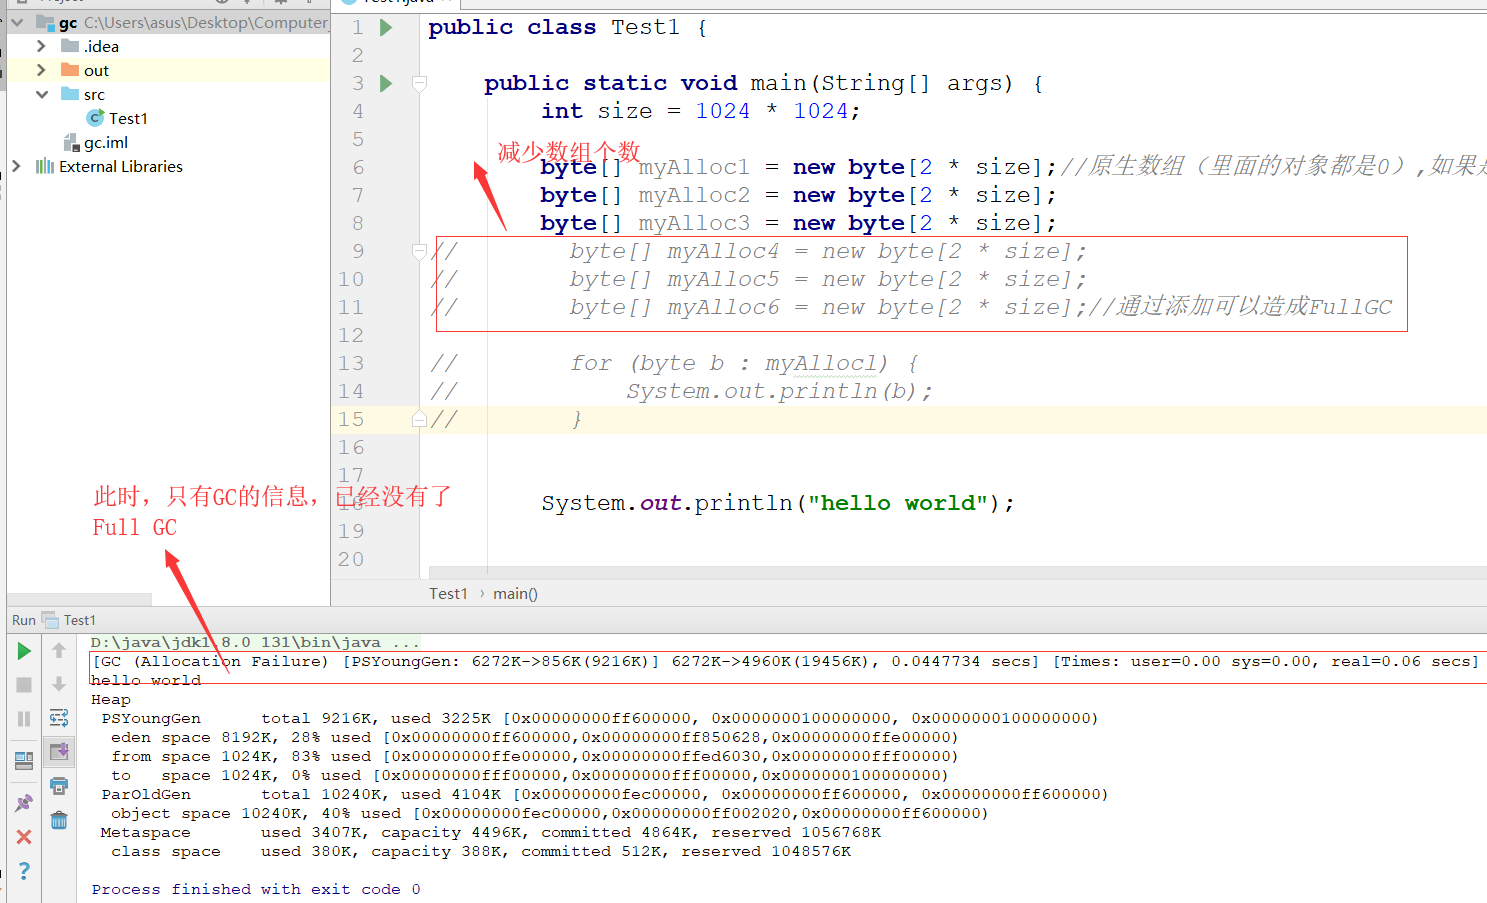 gc C:\Users\asus\Desktop\Computer_
.idea
out
src
Test1
gc.iml
External Libraries
1 public class Test1 {
2
3 public static void main(String[] args) {
4 int size = 1024 * 1024;
5
减少数组个数
6 byte[] myAlloc1 = new byte[2 * size];//原生数组（里面的对象都是0）,如果是
7 byte[] myAlloc2 = new byte[2 * size];
8 byte[] myAlloc3 = new byte[2 * size];
9 // byte[] myAlloc4 = new byte[2 * size];
10 // byte[] myAlloc5 = new byte[2 * size];
11 // byte[] myAlloc6 = new byte[2 * size];//通过添加可以造成FullGC
12
13 // for (byte b : myAllocl) {
14 // System.out.println(b);
15 // }
16
17
18 System.out.println("hello world");
19
20
此时，只有GC的信息，已经没有了
Full GC
Test1 › main()
Run Test1
D:\java\jdk1.8.0_131\bin\java ...
[GC (Allocation Failure) [PSYoungGen: 6272K->856K(9216K)] 6272K->4960K(19456K), 0.0447734 secs] [Times: user=0.00 sys=0.00, real=0.06 secs]
hello world
Heap
PSYoungGen total 9216K, used 3225K [0x00000000ff600000, 0x0000000100000000, 0x0000000100000000)
eden space 8192K, 28% used [0x00000000ff600000,0x00000000ff850628,0x00000000ffe00000)
from space 1024K, 83% used [0x00000000ffe00000,0x00000000ffed6030,0x00000000fff00000)
to space 1024K, 0% used [0x00000000fff00000,0x00000000fff00000,0x0000000100000000)
ParOldGen total 10240K, used 4104K [0x00000000fec00000, 0x00000000ff600000, 0x00000000ff600000)
object space 10240K, 40% used [0x00000000fec00000,0x00000000ff002020,0x00000000ff600000)
Metaspace used 3407K, capacity 4496K, committed 4864K, reserved 1056768K
class space used 380K, capacity 388K, committed 512K, reserved 1048576K
Process finished with exit code 0